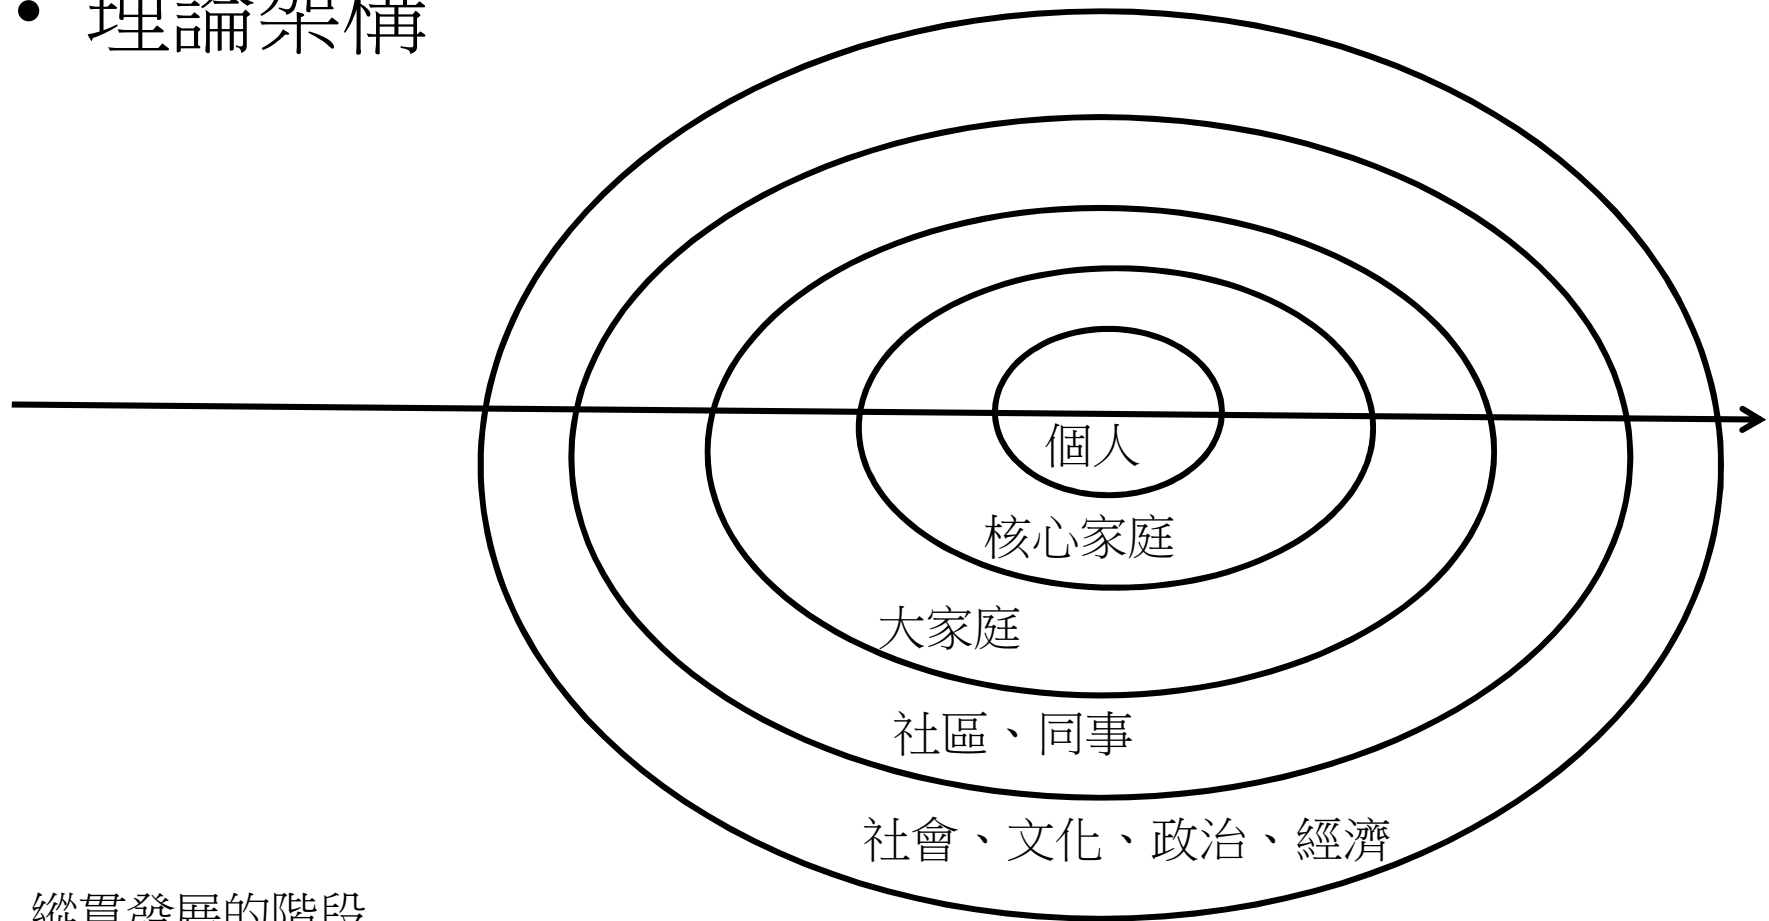 • 理論架構
個人
核心家庭
大家庭
社區、同事
社會、文化、政治、經濟
縱貫發展的階段